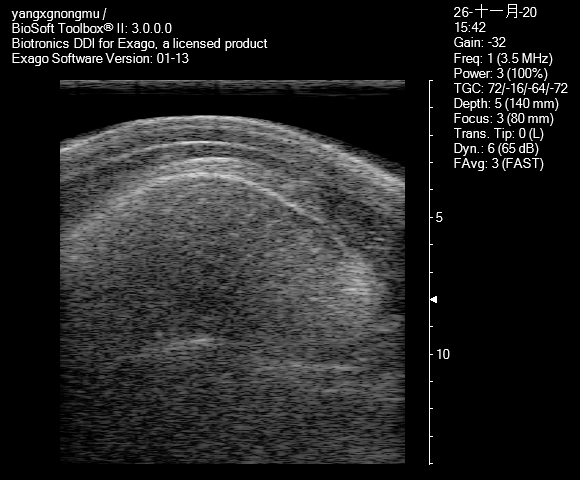 yangxgnongmu /
BioSoft Toolbox® II: 3.0.0.0
Biotronics DDI for Exago, a licensed product
Exago Software Version: 01-13
26-十一月-20
15:42
Gain: -32
Freq: 1 (3.5 MHz)
Power: 3 (100%)
TGC: 72/-16/-64/-72
Depth: 5 (140 mm)
Focus: 3 (80 mm)
Trans. Tip: 0 (L)
Dyn.: 6 (65 dB)
FAvg: 3 (FAST)
5
10